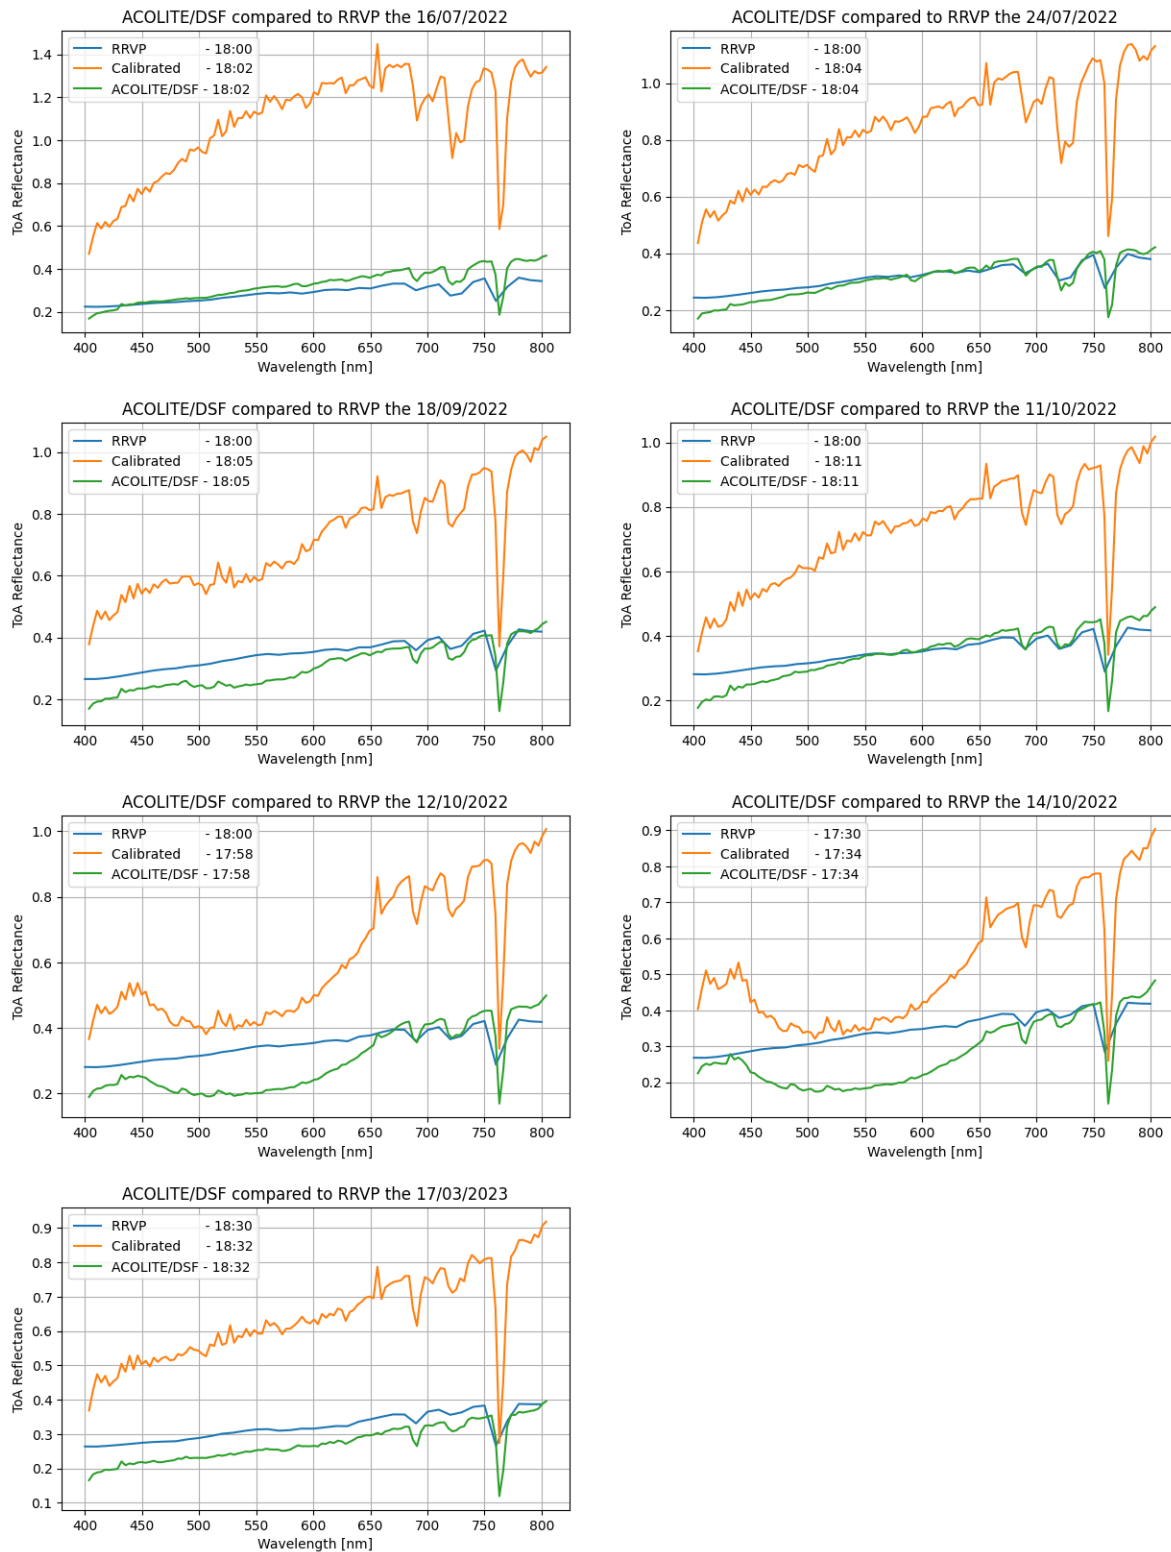 ACOLITE/DSF compared to RRVP the 16/07/2022
RRVP - 18:00
Calibrated - 18:02
ACOLITE/DSF - 18:02
ToA Reflectance
1.4
1.2
1.0
0.8
0.6
0.4
0.2
400 450 500 550 600 650 700 750 800
Wavelength [nm]
ACOLITE/DSF compared to RRVP the 24/07/2022
RRVP - 18:00
Calibrated - 18:04
ACOLITE/DSF - 18:04
ToA Reflectance
1.0
0.8
0.6
0.4
0.2
400 450 500 550 600 650 700 750 800
Wavelength [nm]
ACOLITE/DSF compared to RRVP the 18/09/2022
RRVP - 18:00
Calibrated - 18:05
ACOLITE/DSF - 18:05
ToA Reflectance
1.0
0.8
0.6
0.4
0.2
400 450 500 550 600 650 700 750 800
Wavelength [nm]
ACOLITE/DSF compared to RRVP the 11/10/2022
RRVP - 18:00
Calibrated - 18:11
ACOLITE/DSF - 18:11
ToA Reflectance
1.0
0.8
0.6
0.4
0.2
400 450 500 550 600 650 700 750 800
Wavelength [nm]
ACOLITE/DSF compared to RRVP the 12/10/2022
RRVP - 18:00
Calibrated - 17:58
ACOLITE/DSF - 17:58
ToA Reflectance
1.0
0.8
0.6
0.4
0.2
400 450 500 550 600 650 700 750 800
Wavelength [nm]
ACOLITE/DSF compared to RRVP the 14/10/2022
RRVP - 17:30
Calibrated - 17:34
ACOLITE/DSF - 17:34
ToA Reflectance
0.9
0.8
0.7
0.6
0.5
0.4
0.3
0.2
400 450 500 550 600 650 700 750 800
Wavelength [nm]
ACOLITE/DSF compared to RRVP the 17/03/2023
RRVP - 18:30
Calibrated - 18:32
ACOLITE/DSF - 18:32
ToA Reflectance
0.9
0.8
0.7
0.6
0.5
0.4
0.3
0.2
0.1
400 450 500 550 600 650 700 750 800
Wavelength [nm]